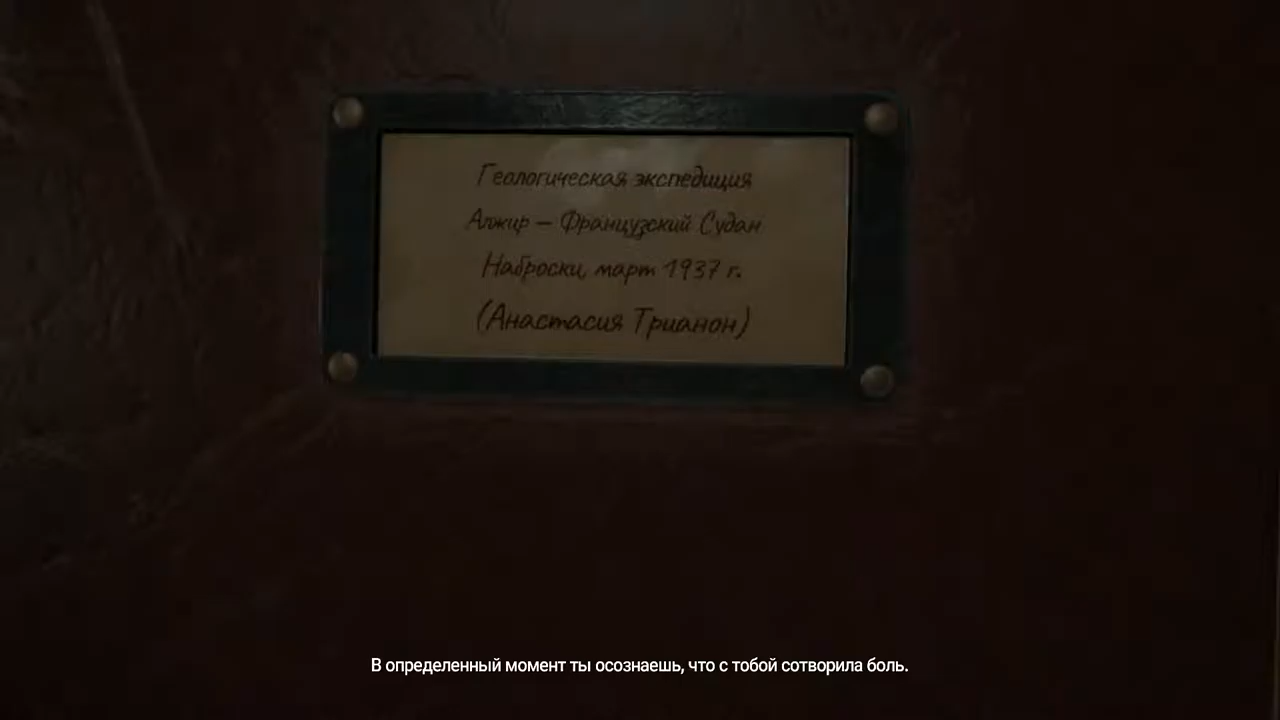 Геологическая экспедиция
Алжир – Французский Судан
Наброски, март 1937 г.
(Анастасия Трианон)
В определенный момент ты осознаешь, что с тобой сотворила боль.